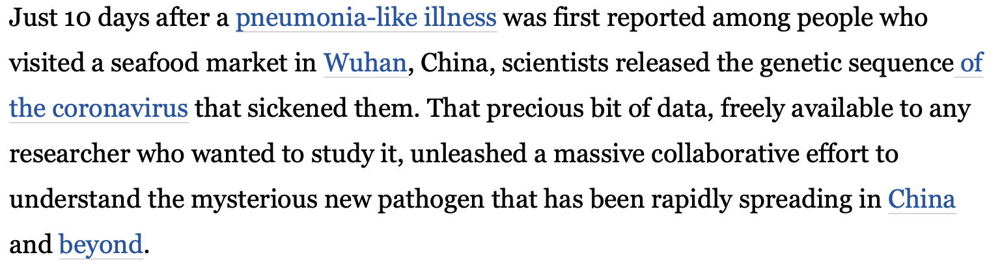 Just 10 days after a pneumonia-like illness was first reported among people who
visited a seafood market in Wuhan, China, scientists released the genetic sequence of
the coronavirus that sickened them. That precious bit of data, freely available to any
researcher who wanted to study it, unleashed a massive collaborative effort to
understand the mysterious new pathogen that has been rapidly spreading in China
and beyond.